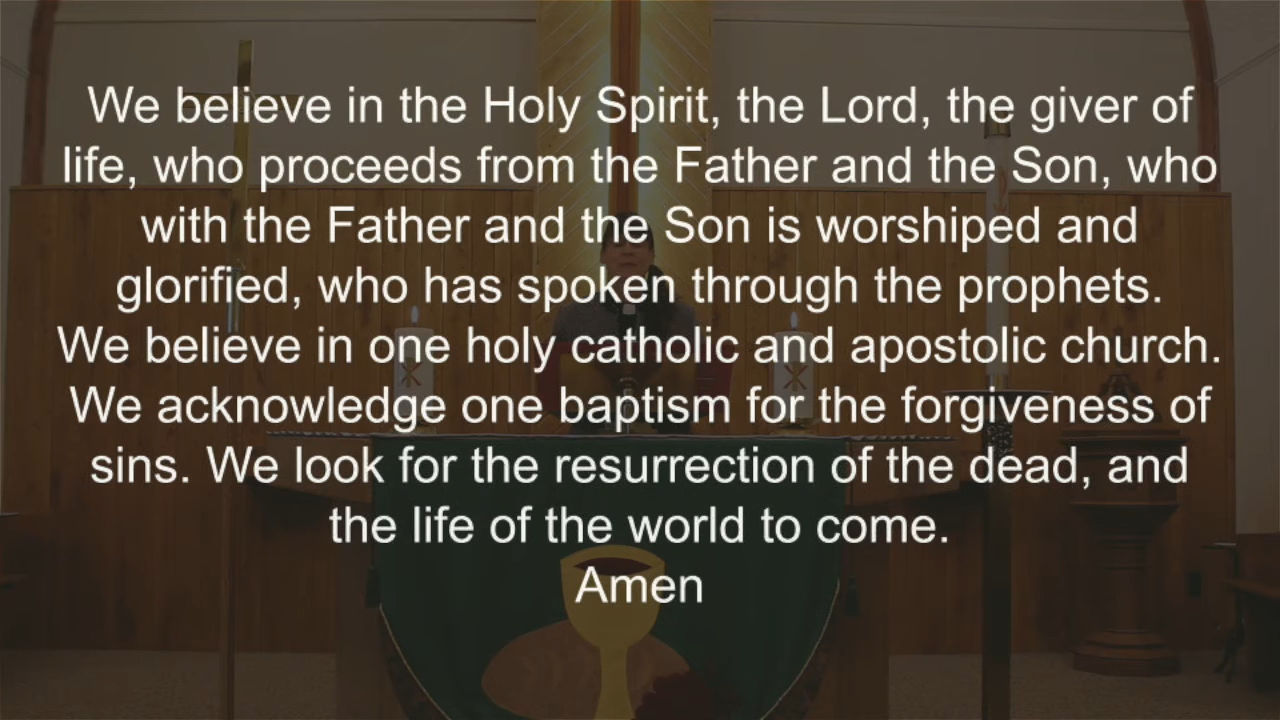 We believe in the Holy Spirit, the Lord, the giver of
life, who proceeds from the Father and the Son, who
with the Father and the Son is worshiped and
glorified, who has spoken through the prophets.
We believe in one holy catholic and apostolic church.
We acknowledge one baptism for the forgiveness of
sins. We look for the resurrection of the dead, and
the life of the world to come.
Amen